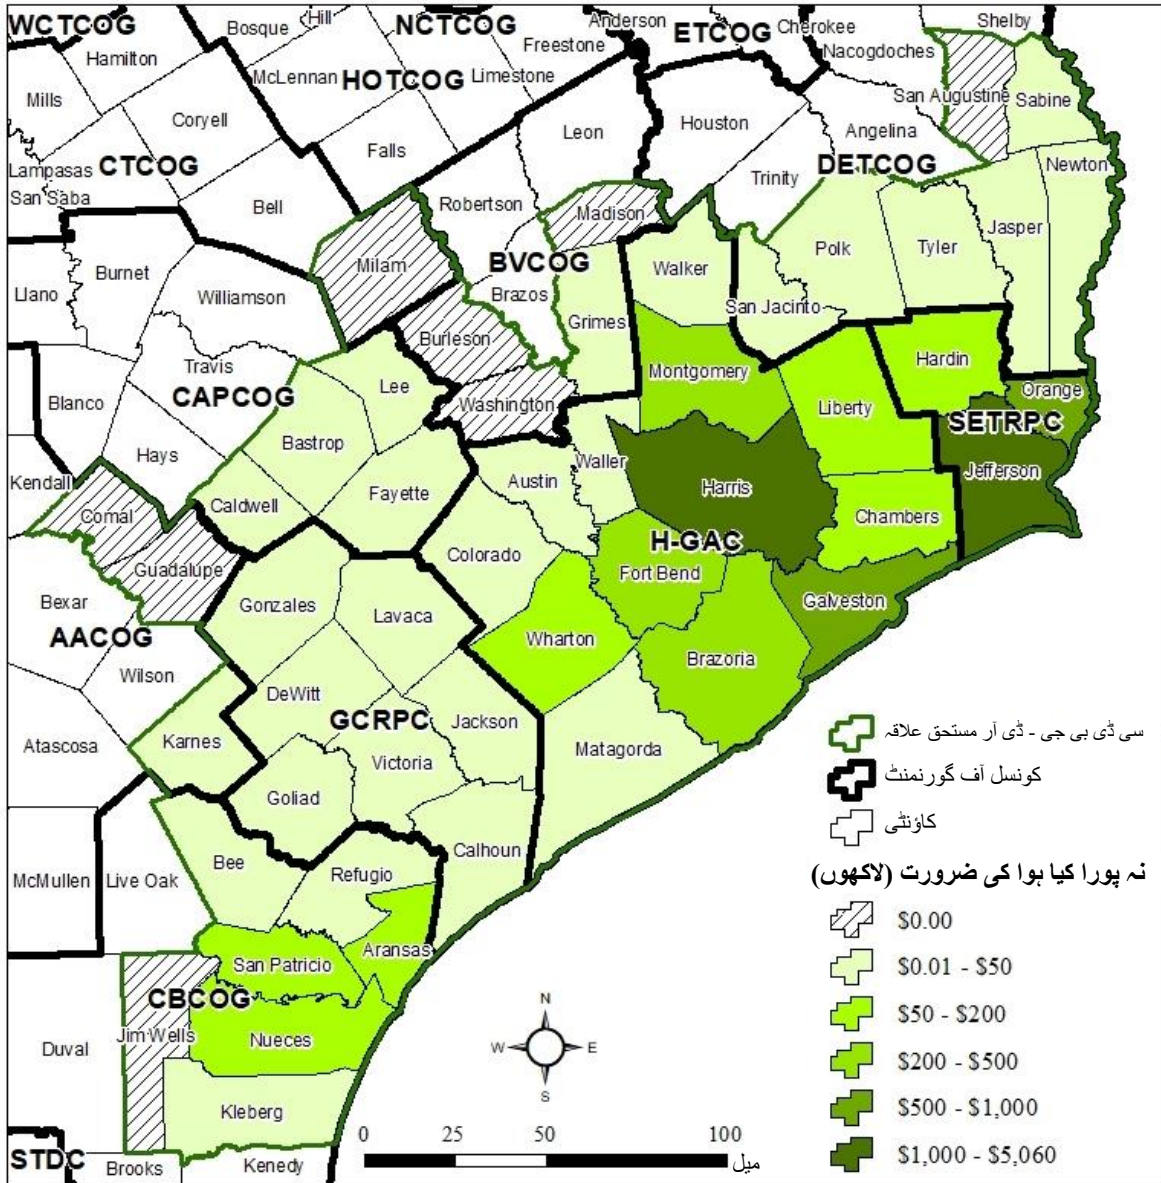 WCTCOG
Hill
Bosque
NCTCOG
Anderson
ETCOG
Cherokee
Shelby
Hamilton
Freestone
Nacogdoches
McLennan
HOTCOG
Limestone
San Augustine
Sabine
Mills
Coryell
Leon
Houston
Angelina
Lampasas
CTCOG
Falls
DETCOG
Newton
San Saba
Bell
Robertson
Madison
Trinity
Jasper
Burnet
Milam
BVCOG
Walker
Polk
Tyler
Llano
Williamson
Brazos
San Jacinto
Grimes
Burleson
Travis
Montgomery
Hardin
Blanco
CAPCOG
Lee
Washington
Liberty
Orange
Bastrop
SETRPC
Hays
Waller
Jefferson
Kendall
Caldwell
Fayette
Austin
Harris
Comal
Chambers
Colorado
H-GAC
Guadalupe
Fort Bend
Bexar
Gonzales
Lavaca
Galveston
AACOG
Wharton
Brazoria
Wilson
DeWitt
GCRPC
Jackson
Atascosa
Karnes
Victoria
Matagorda
Goliad
Calhoun
McMullen
Live Oak
Bee
Refugio
Aransas
San Patricio
CBCOG
Jim Wells
Nueces
Duval
Kleberg
STDC
Brooks
Kenedy
سی ڈی بی جی - ڈی آر مستحق علاقہ
کونسل آف گورنمنٹ
کاؤنٹی
نہ پورا کیا ہوا کی ضرورت (لاکھوں)
$0.00
$0.01 - $50
$50 - $200
$200 - $500
$500 - $1,000
$1,000 - $5,060
N
W E
S
0 25 50 100
میل